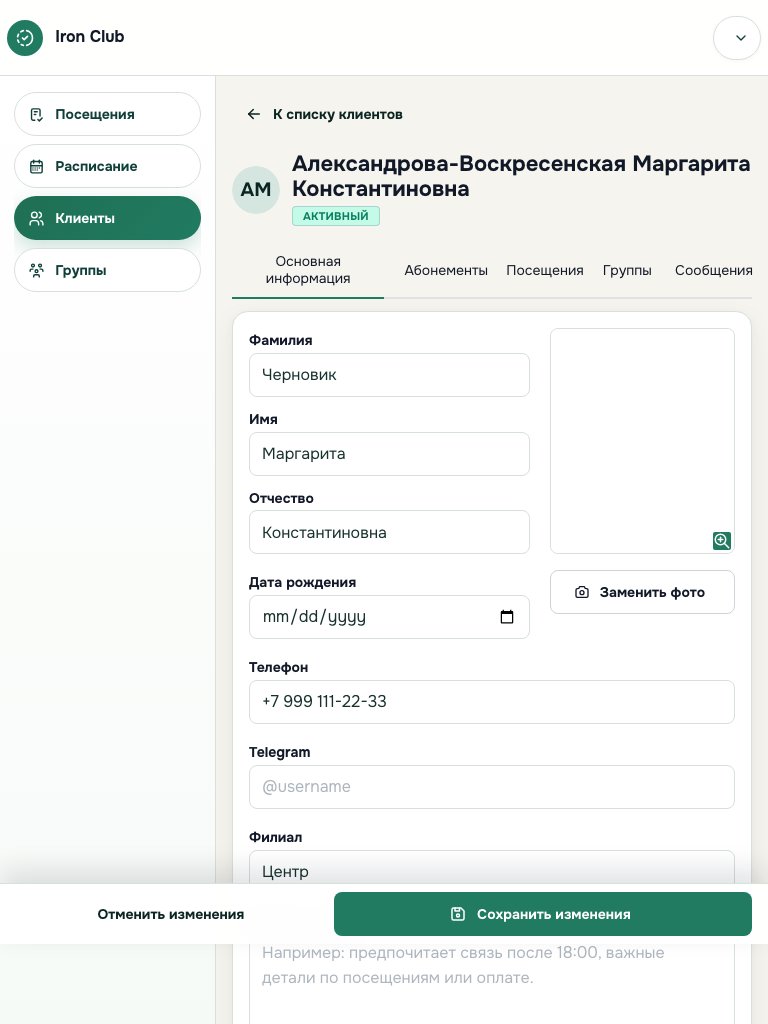 Iron Club
Посещения
Расписание
Клиенты
Группы
К списку клиентов
АМ
Александрова-Воскресенская Маргарита
Константиновна
АКТИВНЫЙ
Основная
информация
Абонементы
Посещения
Группы
Сообщения
Фамилия
Черновик
Имя
Маргарита
Отчество
Константиновна
Дата рождения
mm/dd/yyyy
Заменить фото
Телефон
+7 999 111-22-33
Telegram
@username
Филиал
Центр
Отменить изменения
Сохранить изменения
Например: предпочитает связь после 18:00, важные
детали по посещениям или оплате.